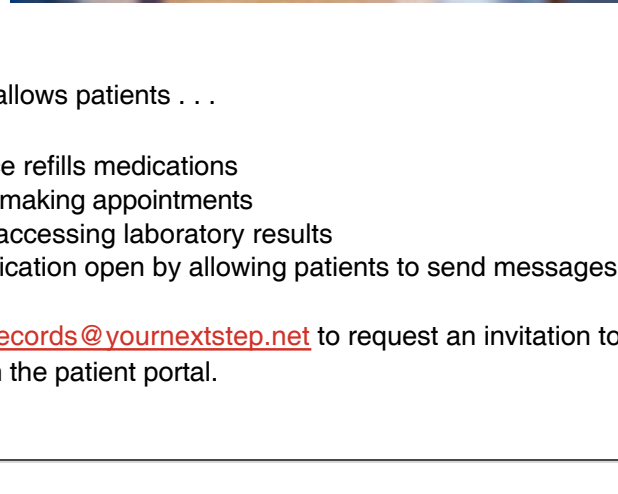 allows patients . . .
e refills medications
making appointments
accessing laboratory results
ication open by allowing patients to send messages
ecords@yournextstep.net to request an invitation to
the patient portal.